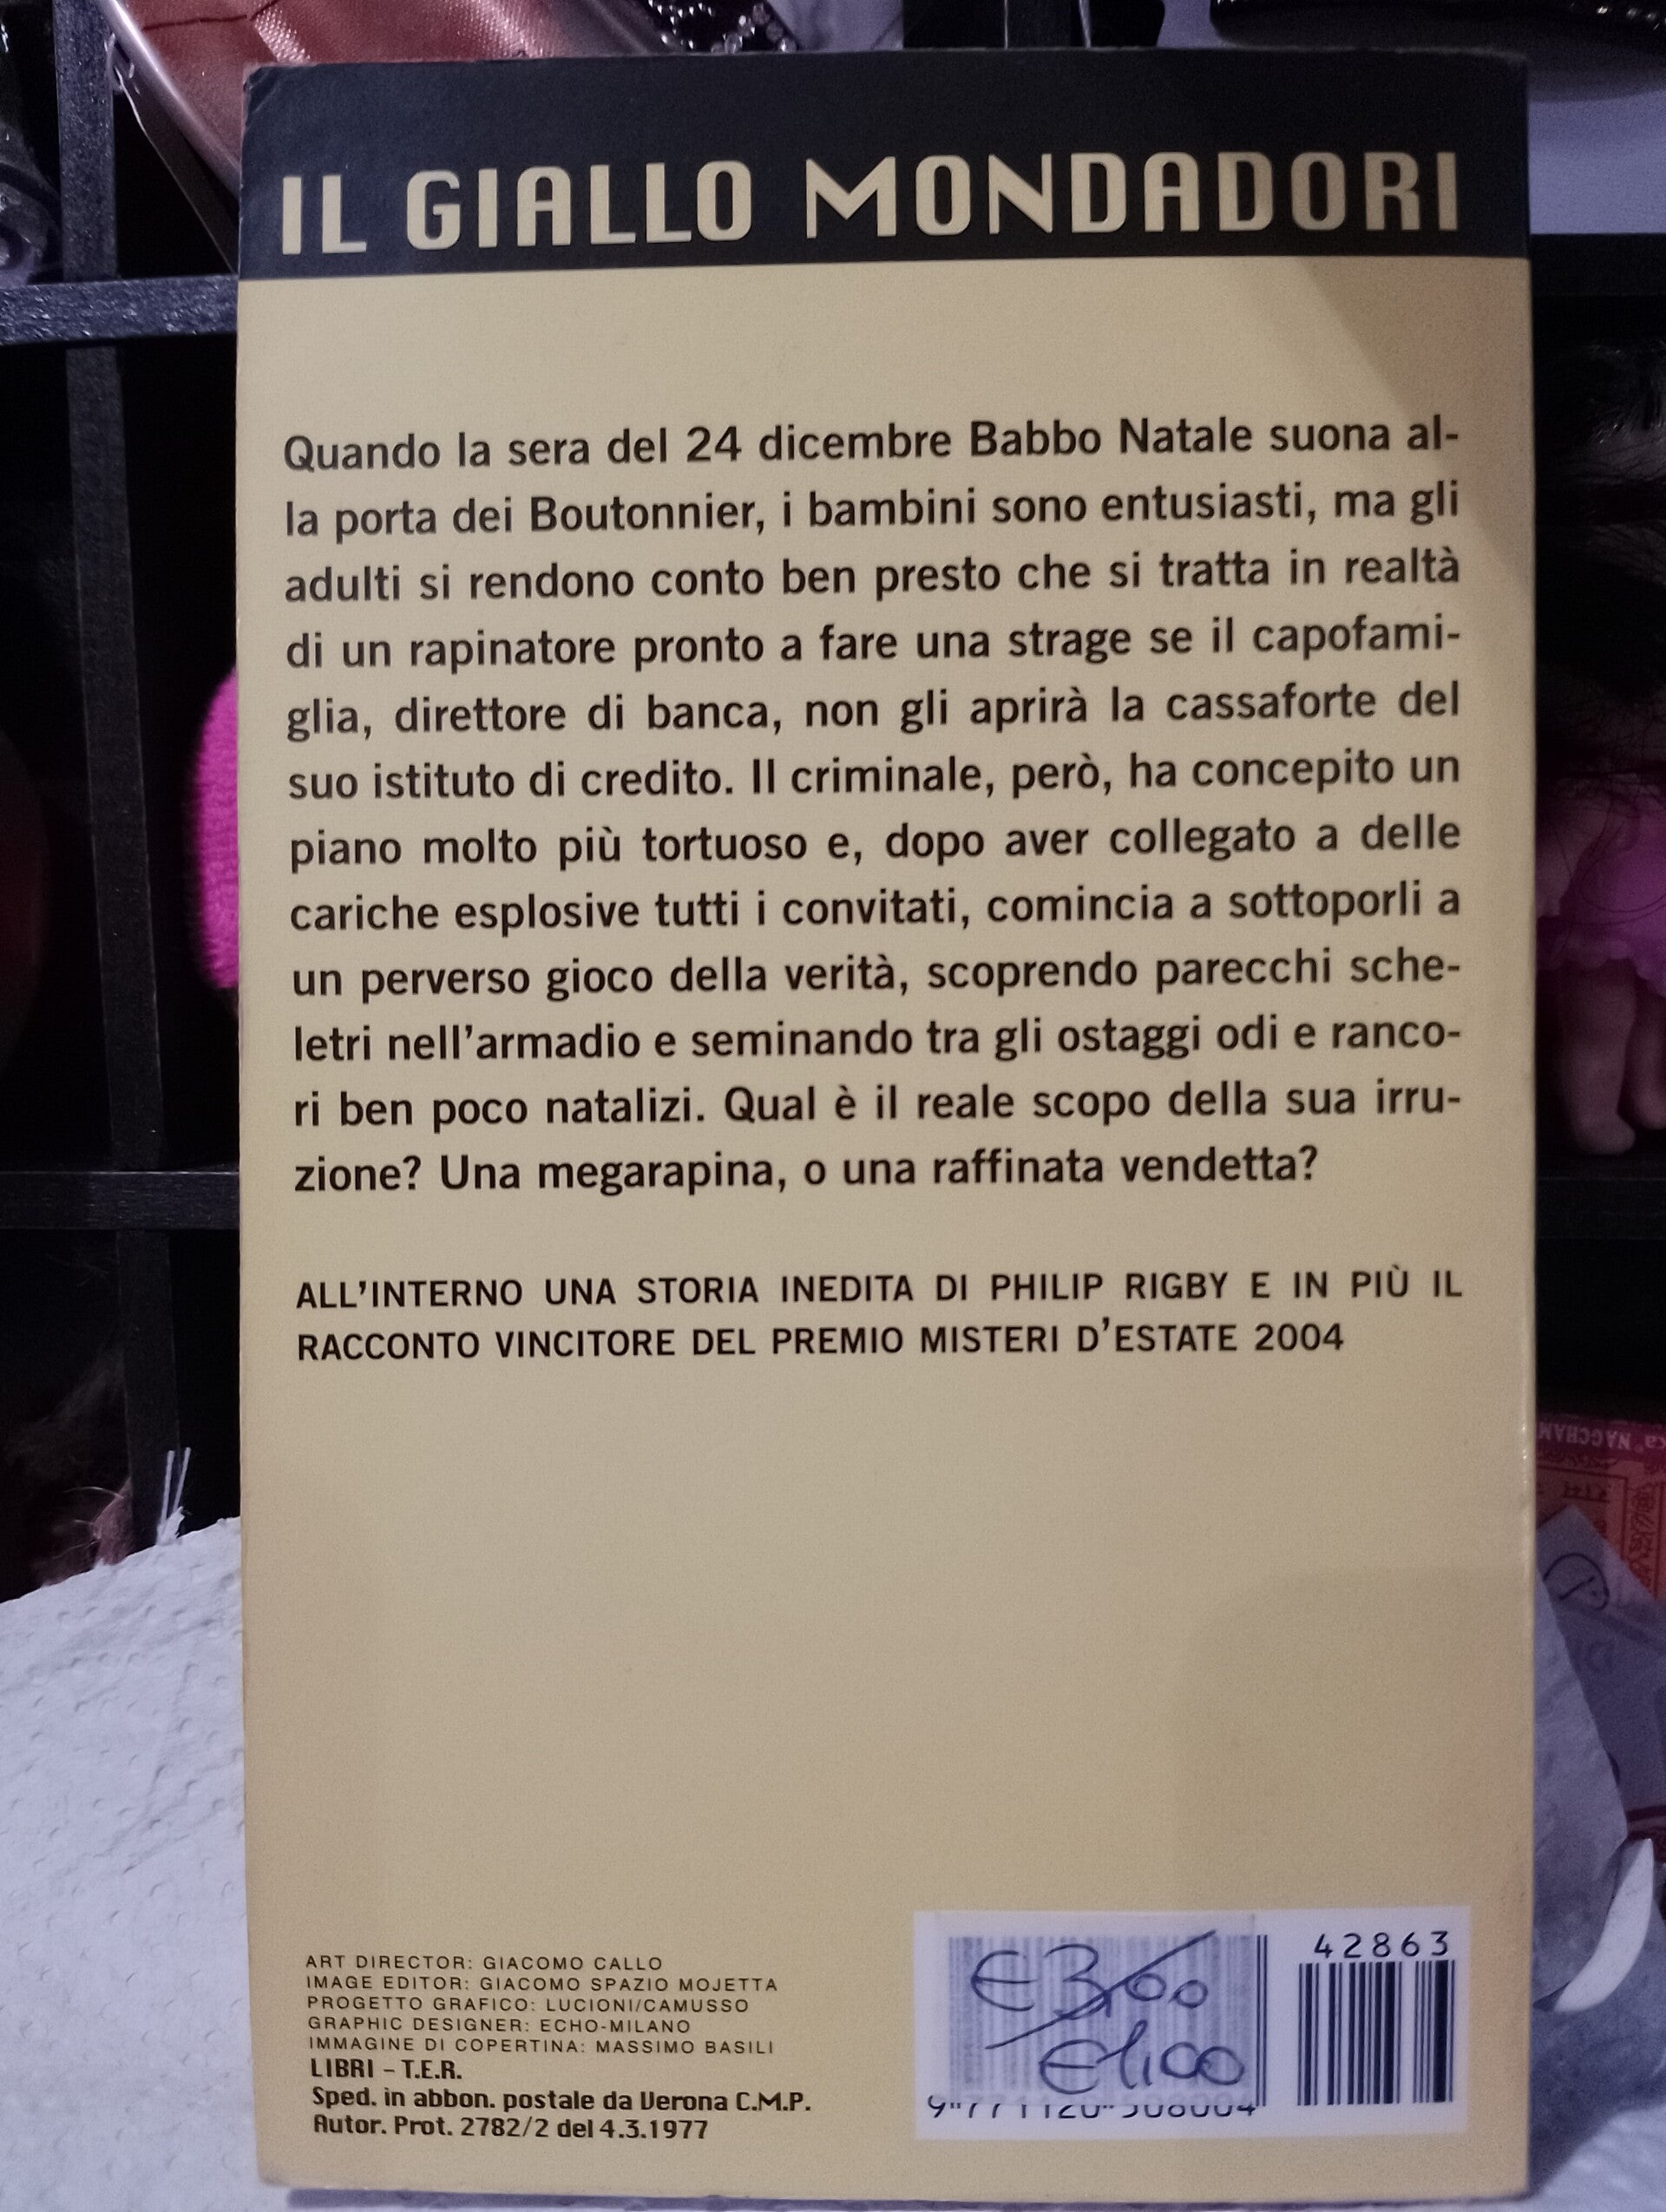 IL GIALLO MONDADORI
Quando la sera del 24 dicembre Babbo Natale suona al-
la porta dei Boutonnier, i bambini sono entusiasti, ma gli
adulti si rendono conto ben presto che si tratta in realtà
di un rapinatore pronto a fare una strage se il capofami-
glia, direttore di banca, non gli aprirà la cassaforte del
suo istituto di credito. Il criminale, però, ha concepito un
piano molto più tortuoso e, dopo aver collegato a delle
cariche esplosive tutti i convitati, comincia a sottoporli a
un perverso gioco della verità, scoprendo parecchi sche-
letri nell'armadio e seminando tra gli ostaggi odi e ranco-
ri ben poco natalizi. Qual è il reale scopo della sua irru-
zione? Una megarapina, o una raffinata vendetta?
ALL'INTERNO UNA STORIA INEDITA DI PHILIP RIGBY E IN PIÙ IL
RACCONTO VINCITORE DEL PREMIO MISTERI D'ESTATE 2004
ART DIRECTOR: GIACOMO CALLO
IMAGE EDITOR: GIACOMO SPAZIO MOJETTA
PROGETTO GRAFICO: LUCIONI/CAMUSSO
GRAPHIC DESIGNER: ECHO-MILANO
IMMAGINE DI COPERTINA: MASSIMO BASILI
LIBRI – T.E.R.
Sped. in abbon. postale da Verona C.M.P.
Autor. Prot. 2782/2 del 4.3.1977
42863
€3,00
€1,00